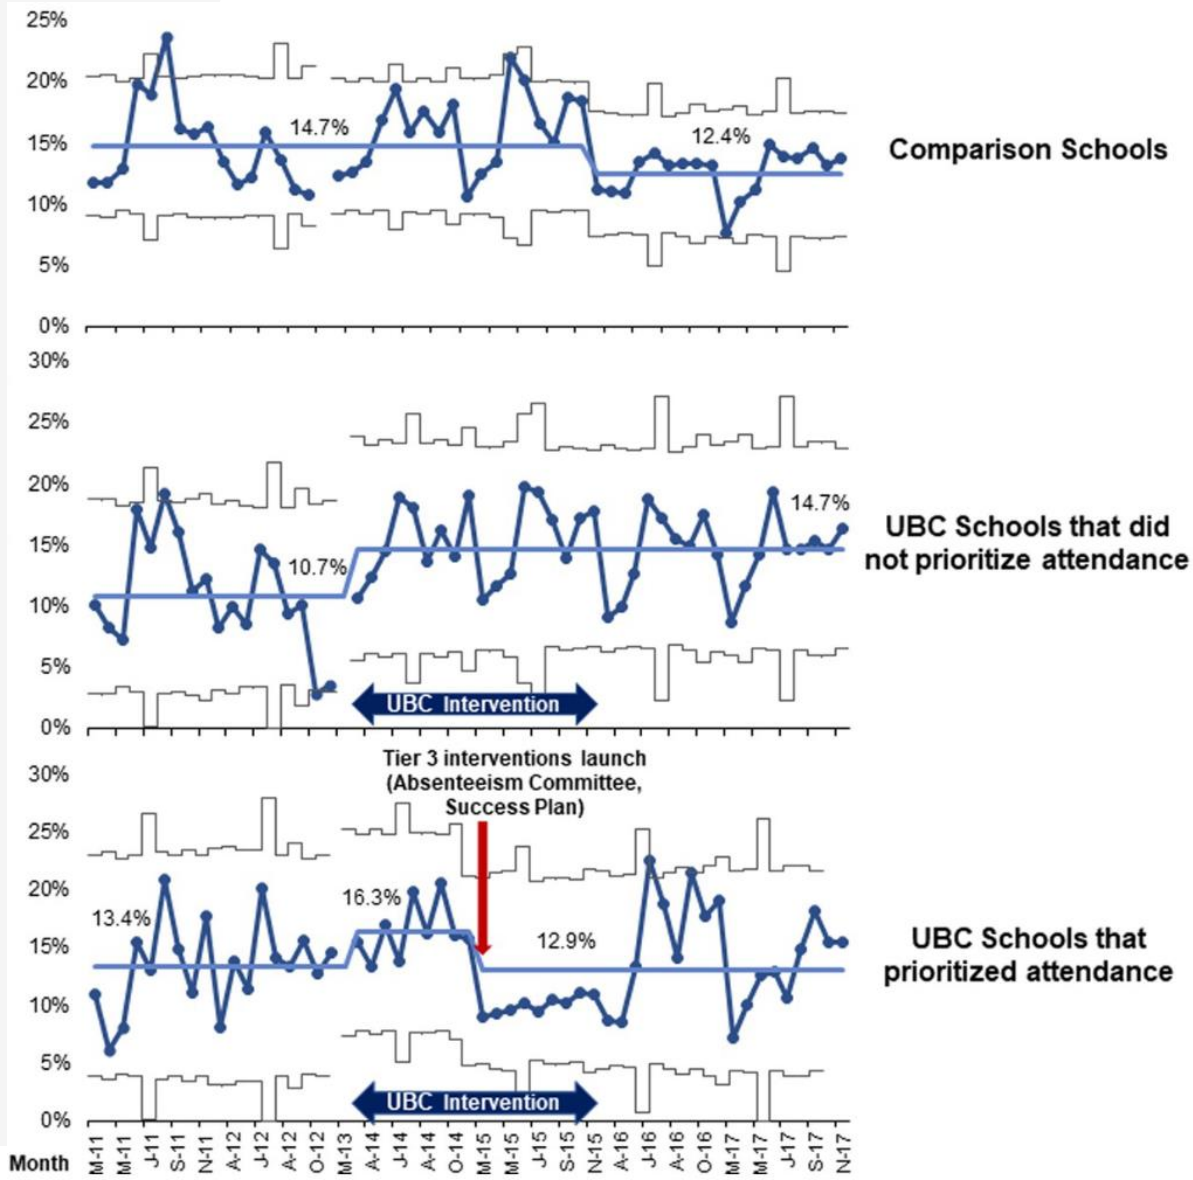 25%
20%
15%
10%
5%
0%
14.7%
12.4%
Comparison Schools
30%
25%
20%
15%
10%
5%
0%
10.7%
14.7%
UBC Intervention
UBC Schools that did
not prioritize attendance
Tier 3 interventions launch
(Absenteeism Committee,
Success Plan)
30%
25%
20%
15%
10%
5%
0%
13.4%
16.3%
12.9%
UBC Intervention
UBC Schools that
prioritized attendance
Month
M-11
M-11
J-11
S-11
N-11
A-12
J-12
A-12
O-12
M-13
A-14
J-14
A-14
O-14
M-15
M-15
J-15
S-15
N-15
A-16
J-16
A-16
O-16
M-17
M-17
J-17
S-17
N-17